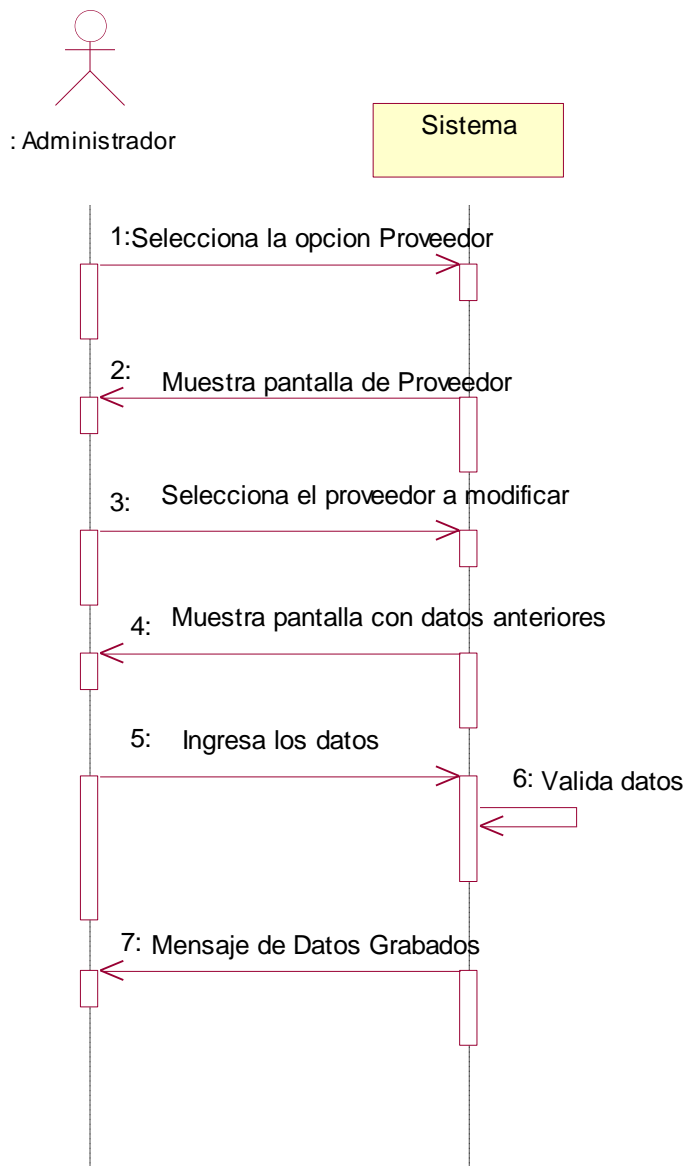 : Administrador
Sistema
1:Selecciona la opcion Proveedor
2: Muestra pantalla de Proveedor
3: Selecciona el proveedor a modificar
4: Muestra pantalla con datos anteriores
5: Ingresa los datos
6: Valida datos
7: Mensaje de Datos Grabados